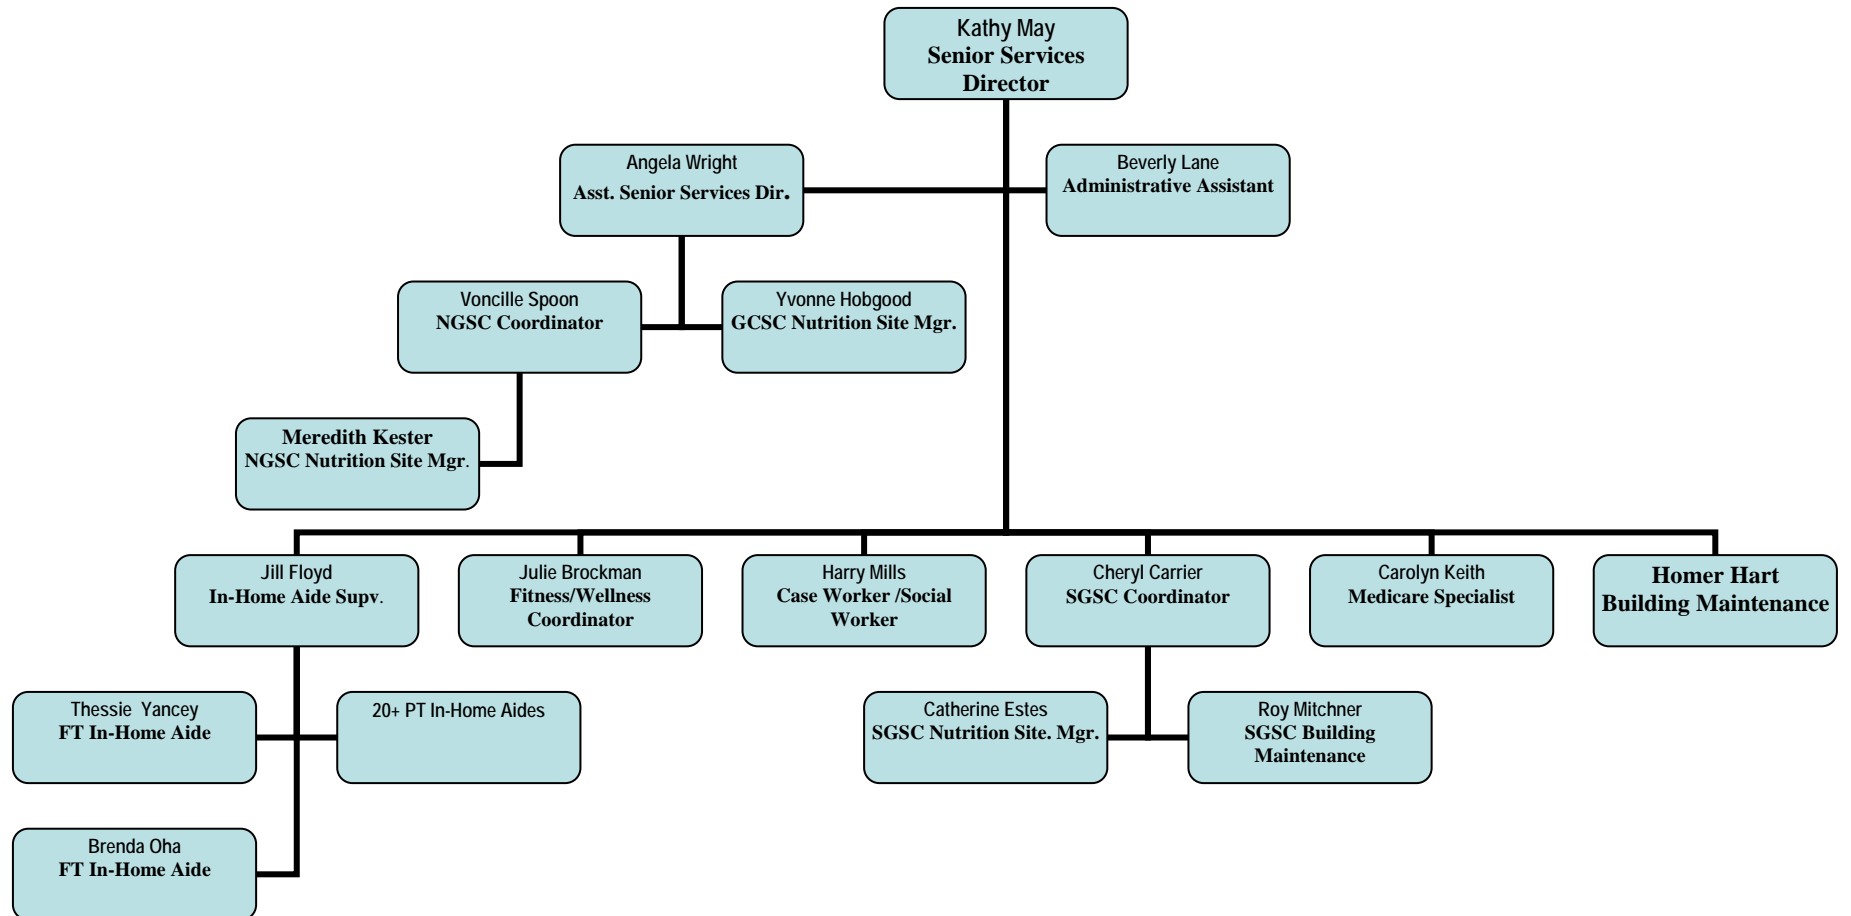 Kathy May
Senior Services
Director
Angela Wright
Asst. Senior Services Dir.
Beverly Lane
Administrative Assistant
Voncille Spoon
NGSC Coordinator
Yvonne Hobgood
GCSC Nutrition Site Mgr.
Meredith Kester
NGSC Nutrition Site Mgr.
Jill Floyd
In-Home Aide Supv.
Julie Brockman
Fitness/Wellness
Coordinator
Harry Mills
Case Worker /Social
Worker
Cheryl Carrier
SGSC Coordinator
Carolyn Keith
Medicare Specialist
Homer Hart
Building Maintenance
Thessie  Yancey
FT In-Home Aide
20+ PT In-Home Aides
Catherine Estes
SGSC Nutrition Site. Mgr.
Roy Mitchner
SGSC Building
Maintenance
Brenda Oha
FT In-Home Aide